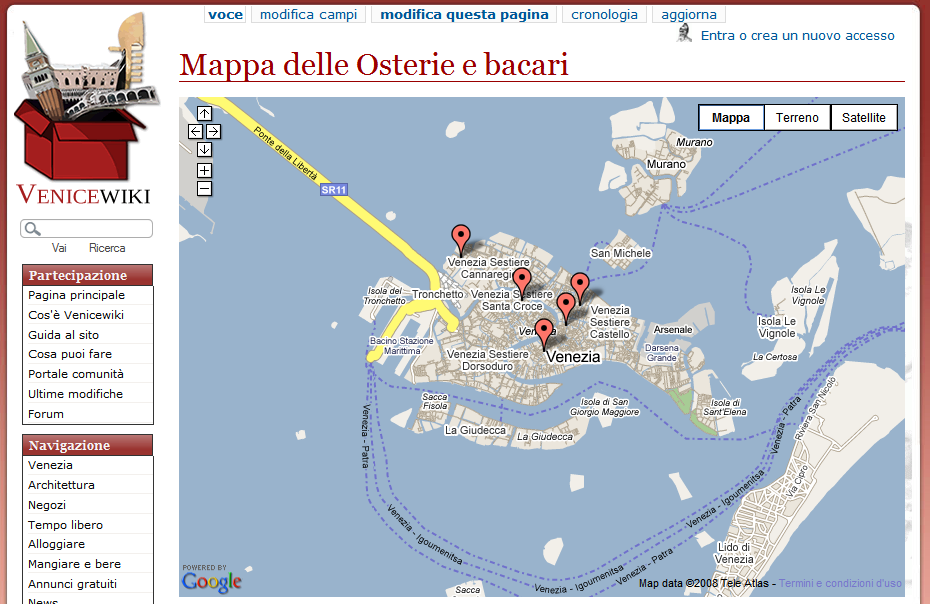 voce
modifica campi
modifica questa pagina
cronologia
aggiorna
Entra o crea un nuovo accesso
VENICEWIKI
Vai
Ricerca
Partecipazione
Pagina principale
Cos'è Venicewiki
Guida al sito
Cosa puoi fare
Portale comunità
Ultime modifiche
Forum
Navigazione
Venezia
Architettura
Negozi
Tempo libero
Alloggiare
Mangiare e bere
Annunci gratuiti
News
Mappa delle Osterie e bacari
Mappa
Terreno
Satellite
Ponte della Libertà
SR11
Murano
Murano
San Michele
Venezia Sestiere
Cannaregio
Isola del
Tronchetto
Tronchetto
Venezia Sestiere
Santa Croce
Venezia
Sestiere
Castello
Isola Le
Vignole
Isola Le
Vignole
La Certosa
Arsenale
Darsena
Grande
Bacino Stazione
Marittima
Venezia Sestiere
Dorsoduro
Venezia
Sacca
Fisola
La Giudecca
La Giudecca
Isola di San
Giorgio Maggiore
Isola di
Sant'Elena
Venezia - Patra
Venezia - Patra
Riviera San Nicolò
Via Cipro
Venezia - Igoumenitsa
Venezia - Igoumenitsa
Venezia - Igoumenitsa
Venezia - Patra
Lido di
Venezia
Sacca
POWERED BY
Google
Map data ©2008 Tele Atlas - Termini e condizioni d'uso